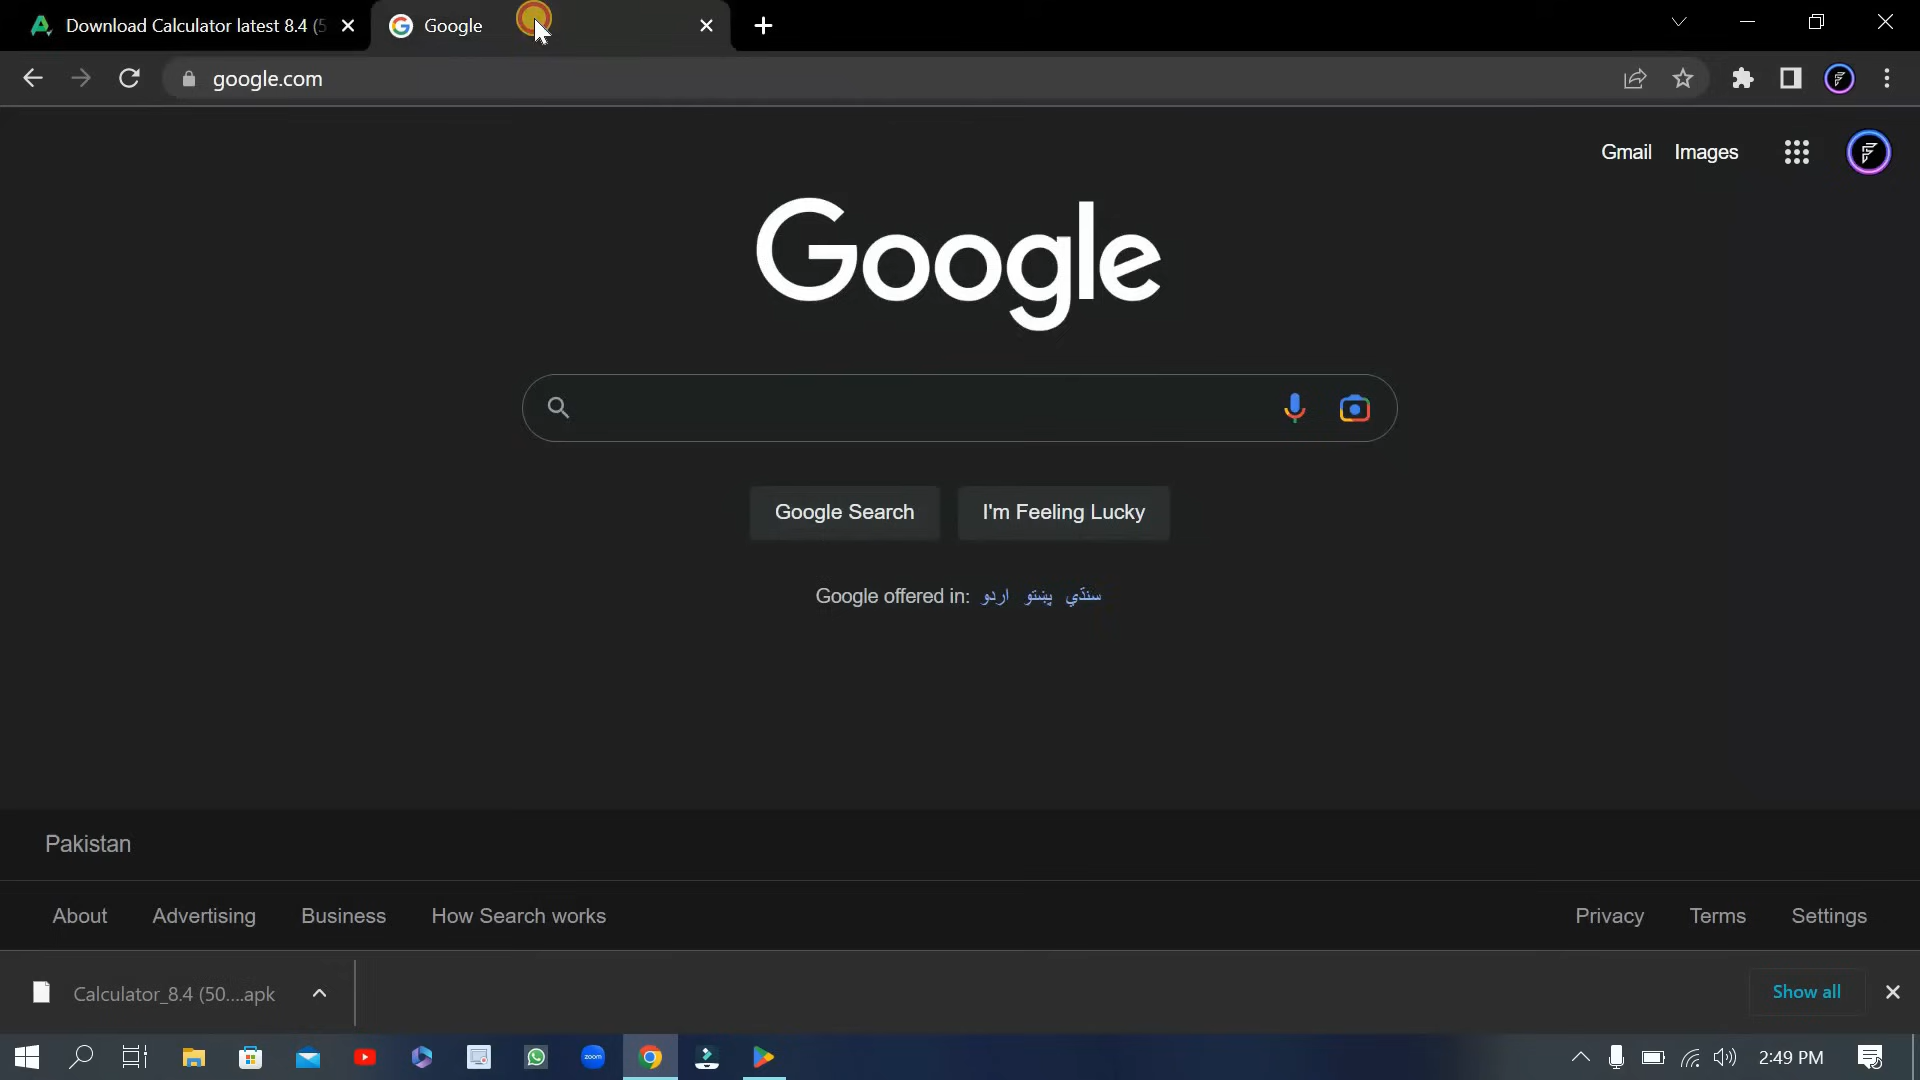 Download Calculator latest 8.4 (5
Google
google.com
Gmail Images
Google
Google Search I'm Feeling Lucky
Google offered in: اردو پښتو سنڌي
Pakistan
About Advertising Business How Search works Privacy Terms Settings
Calculator_8.4 (50....apk Show all
zoom 2:49 PM